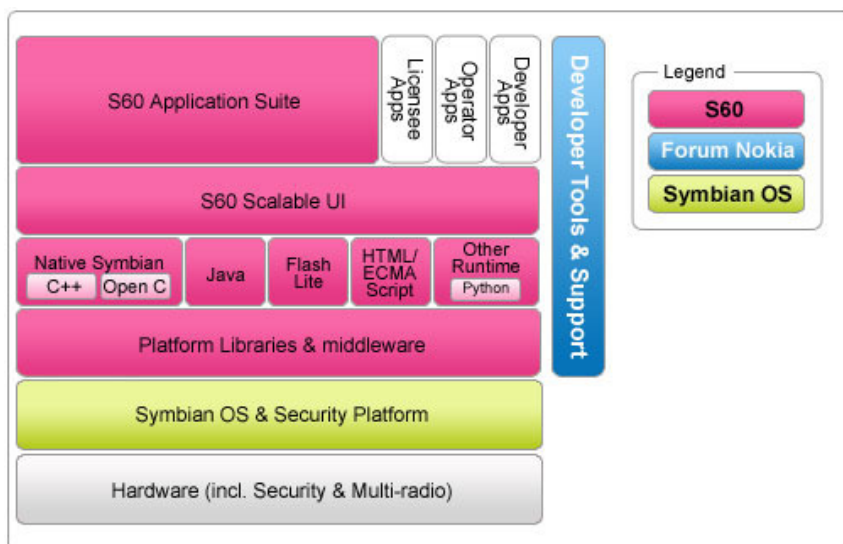 S60 Application Suite
Licensee
Apps
Operator
Apps
Developer
Apps
S60 Scalable UI
Native Symbian
C++
Open C
Java
Flash
Lite
HTML/
ECMA
Script
Other
Runtime
Python
Platform Libraries & middleware
Symbian OS & Security Platform
Hardware (incl. Security & Multi-radio)
Developer Tools & Support
Legend
S60
Forum Nokia
Symbian OS